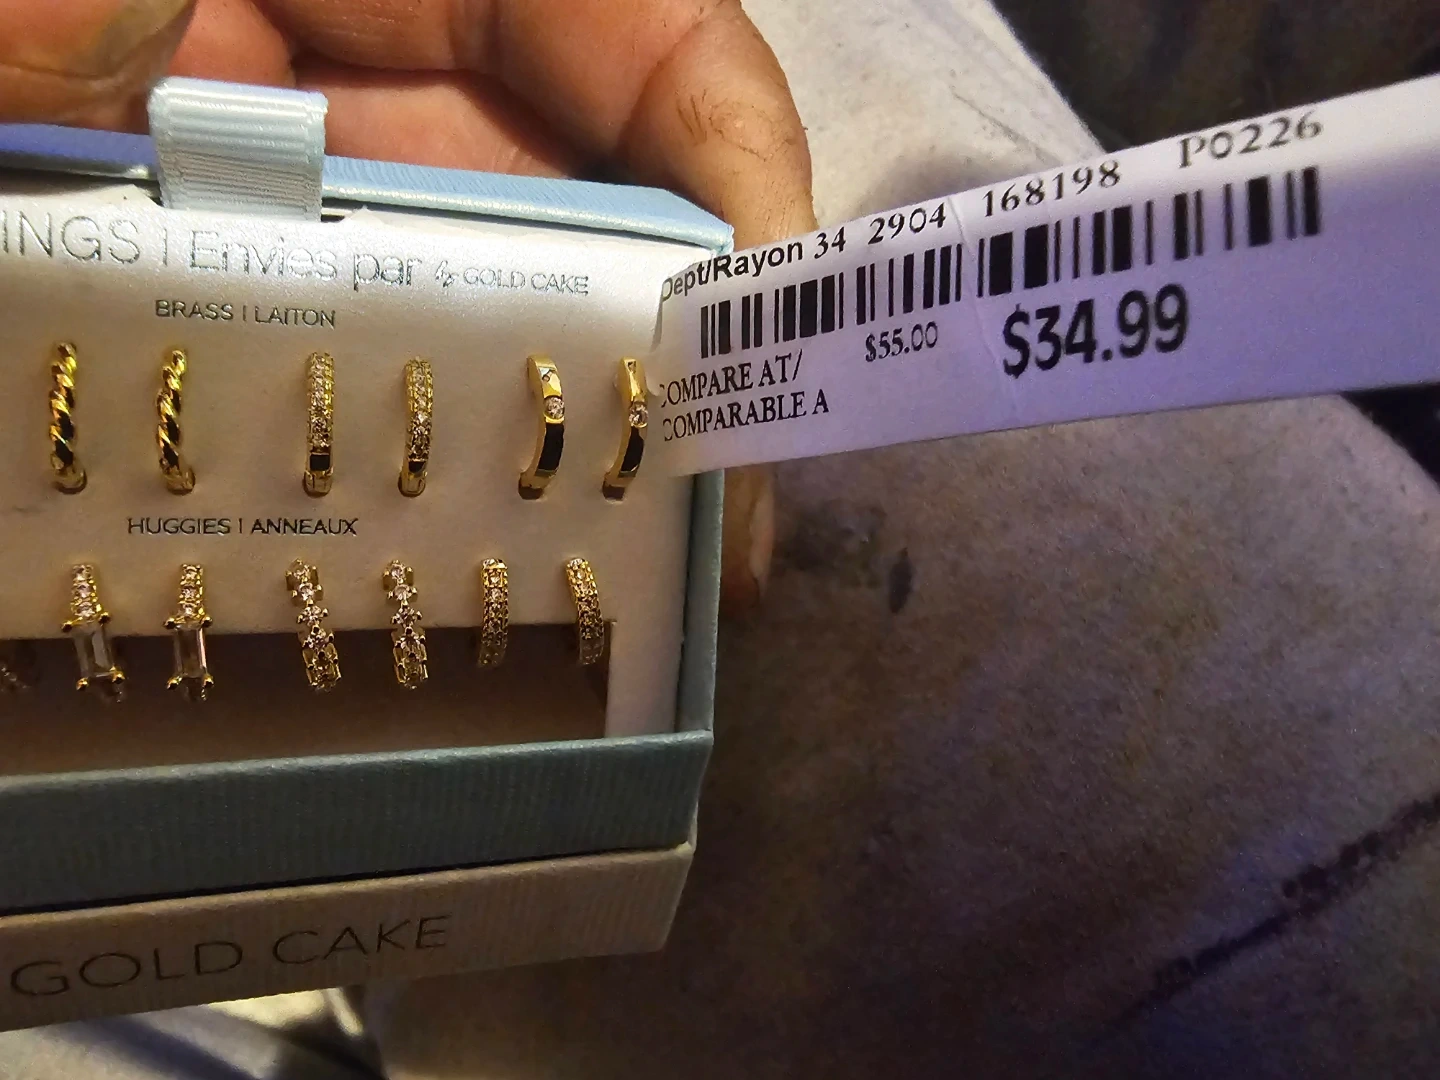 INGS | Envies par by GOLD CAKE
BRASS | LAITON
HUGGIES | ANNEAUX
GOLD CAKE
Dept/Rayon 34 2904 168198 P0226
$55.00 $34.99
COMPARE AT/
COMPARABLE A